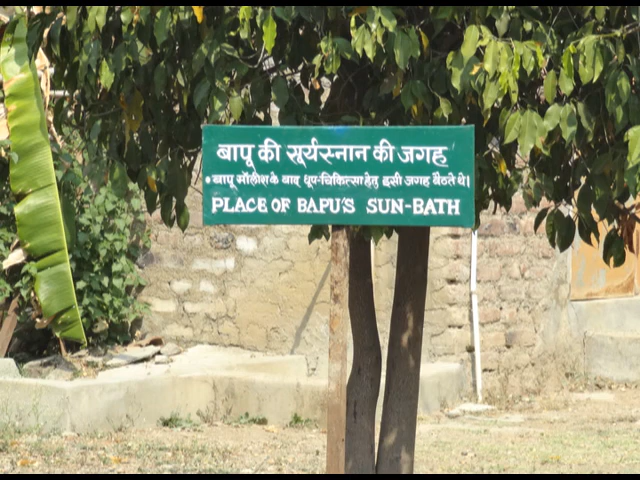 बापू की सूर्यस्नान की जगह
• बापू मॉलीश के बाद धूप-चिकित्सा हेतु इसी जगह बैठते थे।
PLACE OF BAPU'S SUN-BATH